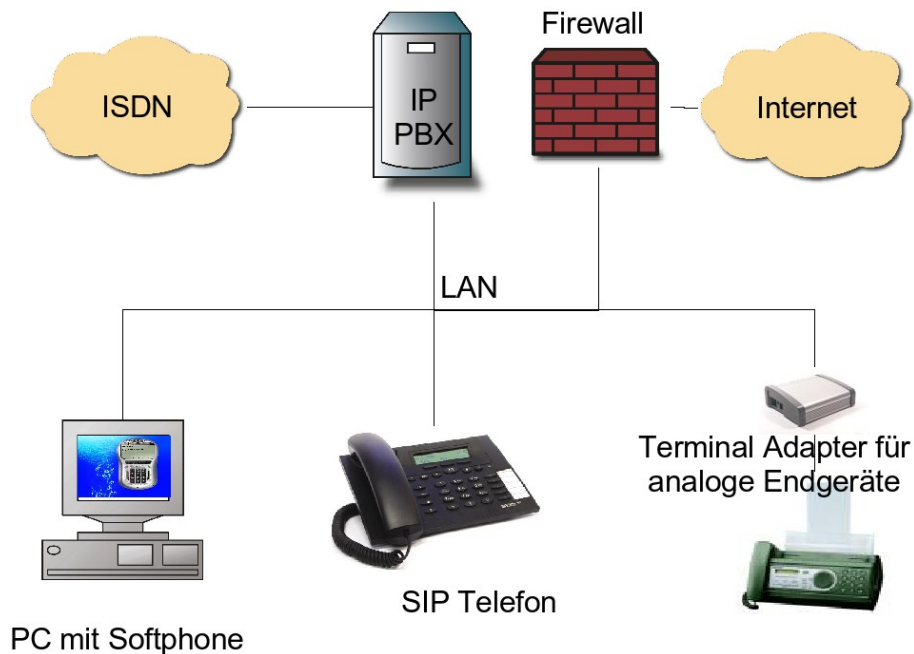 Firewall
ISDN
IP
PBX
Internet
LAN
Terminal Adapter für
analoge Endgeräte
SIP Telefon
PC mit Softphone